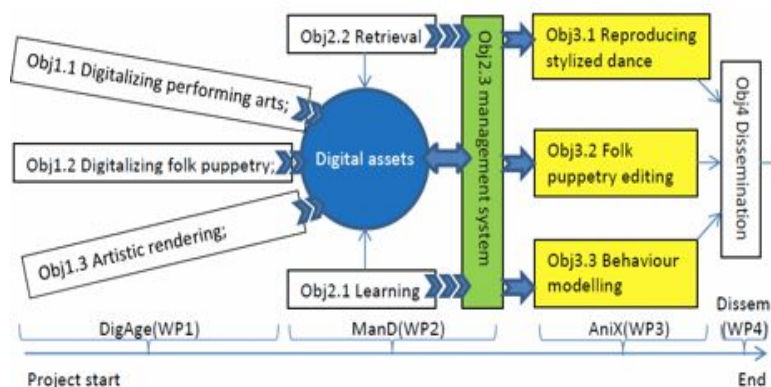 Obj1.1 Digitalizing performing arts;
Obj1.2 Digitalizing folk puppetry;
Obj1.3 Artistic rendering;
Obj2.2 Retrieval
Digital assets
Obj2.1 Learning
Obj2.3 management system
Obj3.1 Reproducing
stylized dance
Obj3.2 Folk
puppetry editing
Obj3.3 Behaviour
modelling
Obj4 Dissemination
DigAge(WP1)
ManD(WP2)
AniX(WP3)
Dissem
(WP4)
Project start
End